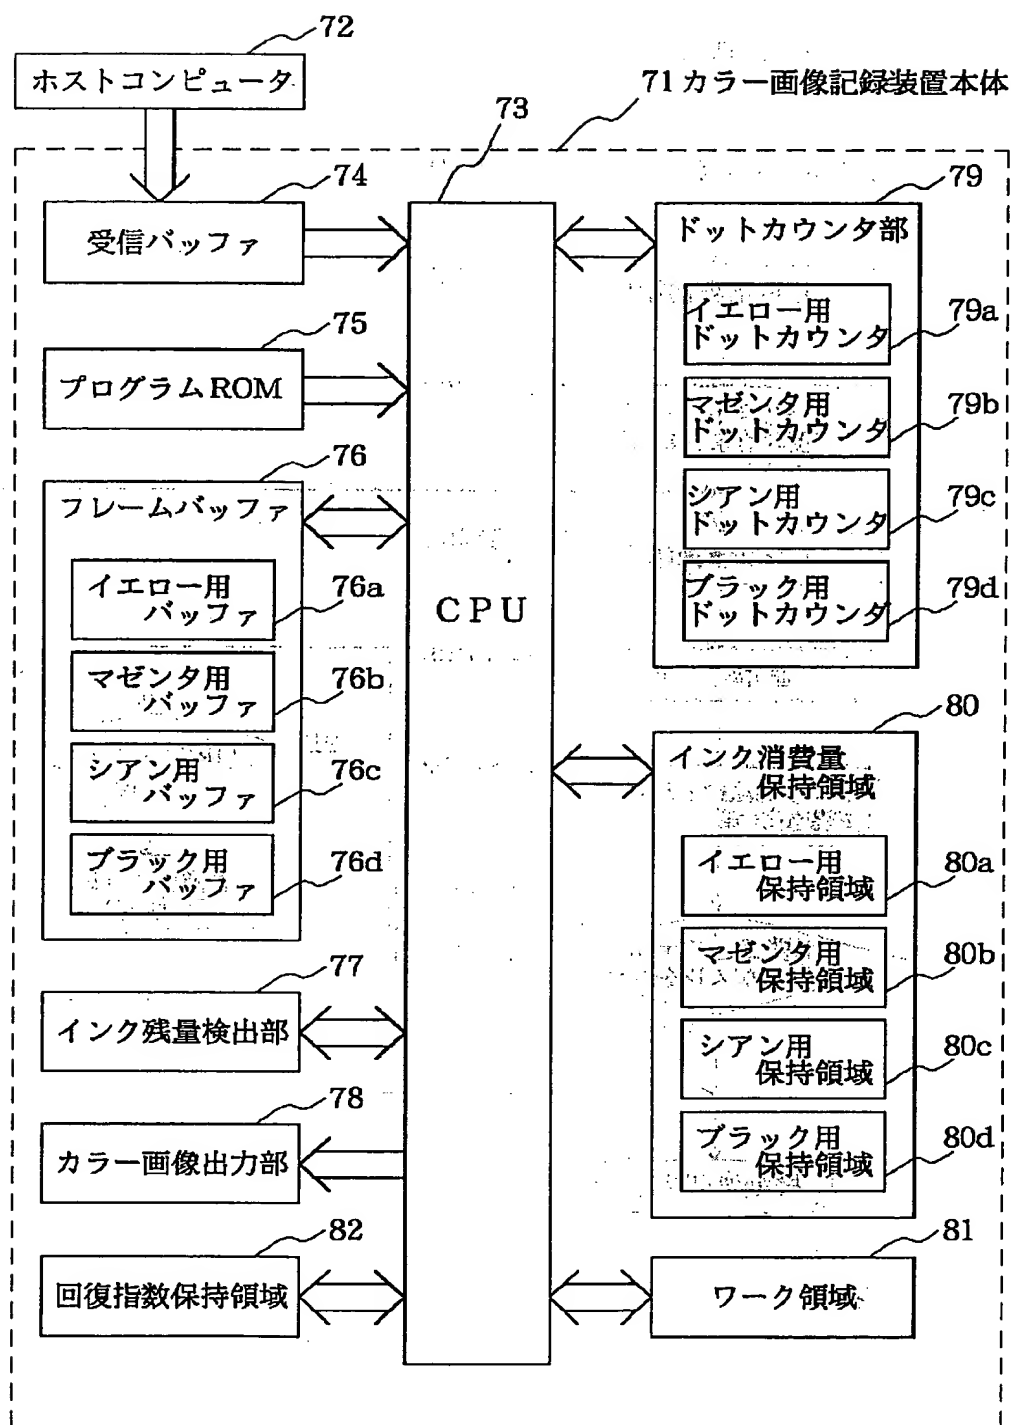 72
ホストコンピュータ
71カラー画像記録装置本体
73
74
受信バッファ
75
プログラムROM
76
フレームバッファ
イエロー用
バッファ
76a
マゼンタ用
バッファ
76b
シアン用
バッファ
76c
ブラック用
バッファ
76d
77
インク残量検出部
78
カラー画像出力部
82
回復指数保持領域
CPU
79
ドットカウンタ部
イエロー用
ドットカウンタ
79a
マゼンタ用
ドットカウンタ
79b
シアン用
ドットカウンタ
79c
ブラック用
ドットカウンタ
79d
80
インク消費量
保持領域
イエロー用
保持領域
80a
マゼンタ用
保持領域
80b
シアン用
保持領域
80c
ブラック用
保持領域
80d
81
ワーク領域